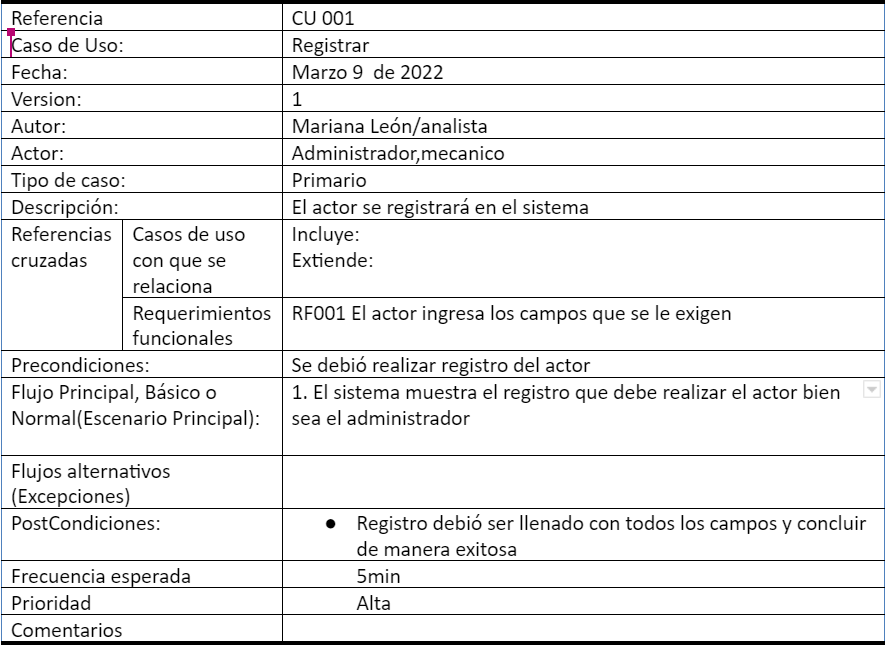 Referencia CU 001
Caso de Uso: Registrar
Fecha: Marzo 9 de 2022
Version: 1
Autor: Mariana León/analista
Actor: Administrador,mecanico
Tipo de caso: Primario
Descripción: El actor se registrará en el sistema
Referencias
cruzadas
Casos de uso
con que se
relaciona
Incluye:
Extiende:
Requerimientos
funcionales
RF001 El actor ingresa los campos que se le exigen
Precondiciones: Se debió realizar registro del actor
Flujo Principal, Básico o
Normal(Escenario Principal):
1. El sistema muestra el registro que debe realizar el actor bien
sea el administrador
Flujos alternativos
(Excepciones)
PostCondiciones:
● Registro debió ser llenado con todos los campos y concluir
de manera exitosa
Frecuencia esperada 5min
Prioridad Alta
Comentarios